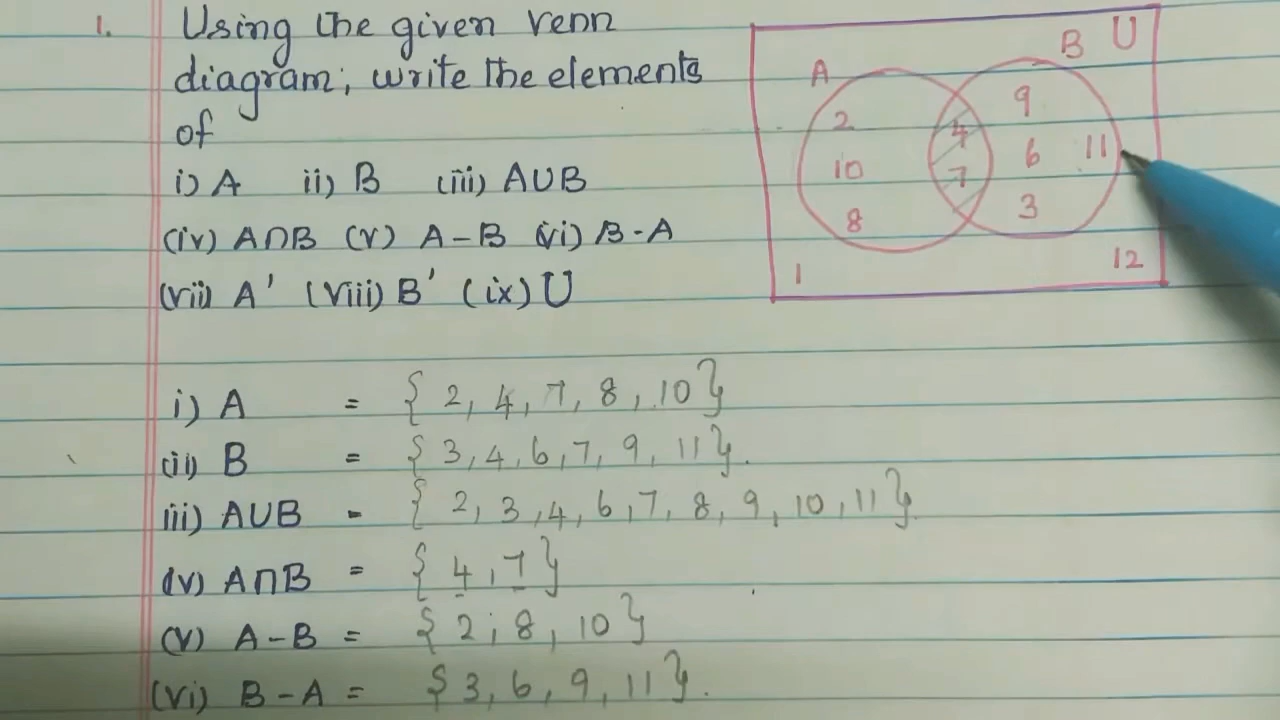 1. Using the given venn
diagram, write the elements
of
i) A ii) B (iii) A∪B
(iv) A∩B (v) A-B (vi) B-A
(vii) A' (viii) B' (ix) U
A
B U
2
10
8
4
7
9
6 11
3
1
12
i) A = { 2, 4, 7, 8, 10}
(ii) B = {3, 4, 6, 7, 9, 11}.
iii) A∪B = { 2, 3, 4, 6, 7, 8, 9, 10, 11}.
(iv) A∩B = { 4, 7 }
(v) A-B = { 2, 8, 10}
(vi) B-A = {3, 6, 9, 11}.